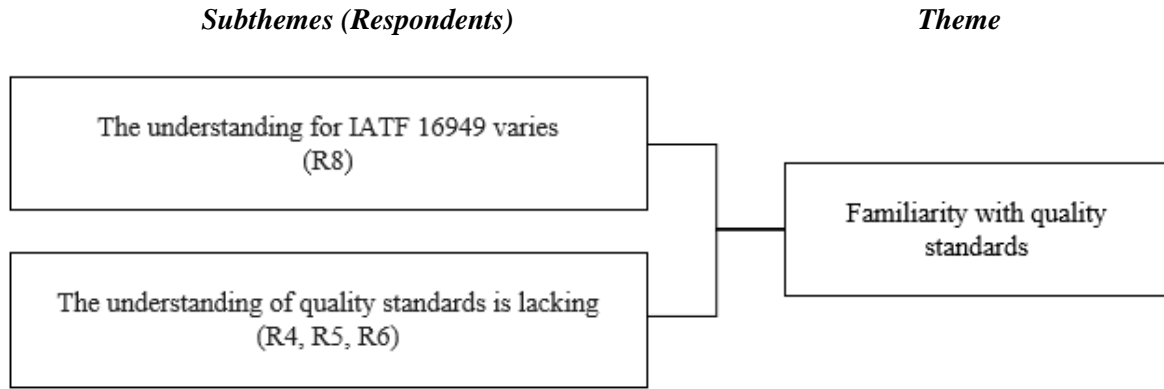 Subthemes (Respondents)
Theme
The understanding for IATF 16949 varies
(R8)
The understanding of quality standards is lacking
(R4, R5, R6)
Familiarity with quality
standards